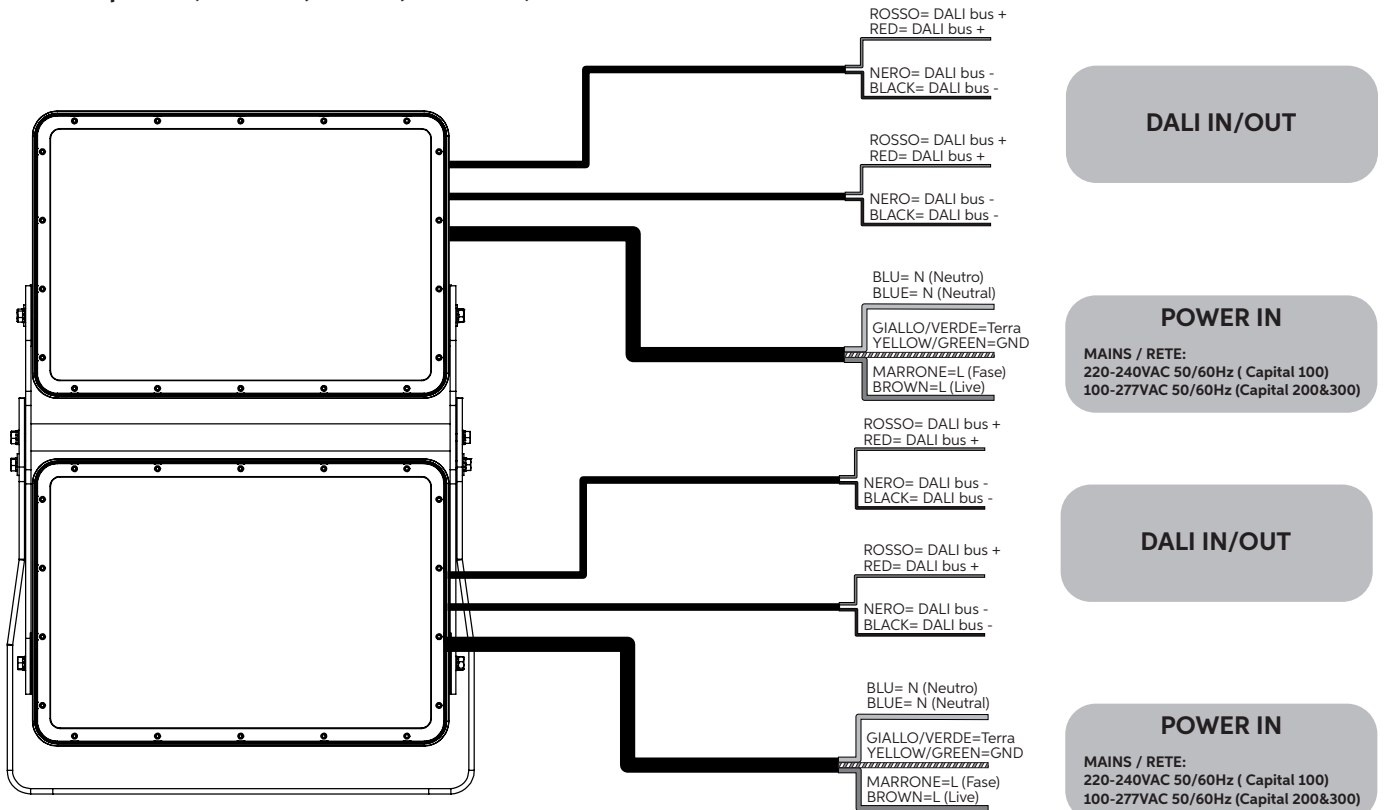 ROSSO= DALI bus +
RED= DALI bus +
NERO= DALI bus -
BLACK= DALI bus -
DALI IN/OUT
ROSSO= DALI bus +
RED= DALI bus +
NERO= DALI bus -
BLACK= DALI bus -
BLU= N (Neutro)
BLUE= N (Neutral)
GIALLO/VERDE=Terra
YELLOW/GREEN=GND
MARRONE=L (Fase)
BROWN=L (Live)
POWER IN
MAINS / RETE:
220-240VAC 50/60Hz ( Capital 100)
100-277VAC 50/60Hz (Capital 200&300)
ROSSO= DALI bus +
RED= DALI bus +
NERO= DALI bus -
BLACK= DALI bus -
DALI IN/OUT
ROSSO= DALI bus +
RED= DALI bus +
NERO= DALI bus -
BLACK= DALI bus -
BLU= N (Neutro)
BLUE= N (Neutral)
GIALLO/VERDE=Terra
YELLOW/GREEN=GND
MARRONE=L (Fase)
BROWN=L (Live)
POWER IN
MAINS / RETE:
220-240VAC 50/60Hz ( Capital 100)
100-277VAC 50/60Hz (Capital 200&300)